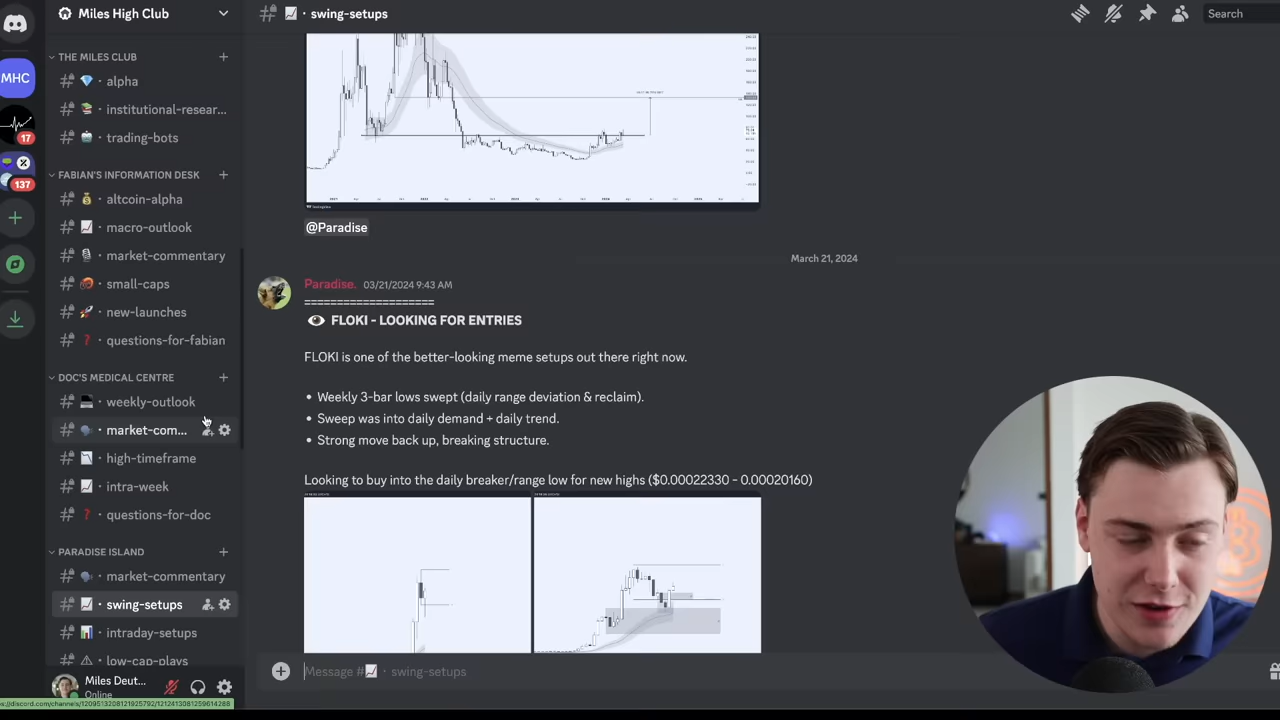 Miles High Club
📈 · swing-setups
Search
THE MILES CLUB
MHC
💎 · alpha
📚 · institutional-resear...
17
🤖 · trading-bots
@Paradise
FABIAN'S INFORMATION DESK
137
💰 · altcoin-alpha
📈 · macro-outlook
🎙 · market-commentary
March 21, 2024
· small-caps
Paradise. 03/21/2024 9:43 AM
====================
🚀 · new-launches
👁 FLOKI - LOOKING FOR ENTRIES
❓ · questions-for-fabian
FLOKI is one of the better-looking meme setups out there right now.
DOC'S MEDICAL CENTRE
• Weekly 3-bar lows swept (daily range deviation & reclaim).
· weekly-outlook
• Sweep was into daily demand + daily trend.
🗣 · market-com...
• Strong move back up, breaking structure.
📉 · high-timeframe
Looking to buy into the daily breaker/range low for new highs ($0.00022330 - 0.00020160)
📈 · intra-week
❓ · questions-for-doc
PARADISE ISLAND
🗣 · market-commentary
📈 · swing-setups
📊 · intraday-setups
⚠ · low-cap-plays
Message #📈 · swing-setups
Miles Deut...
Online